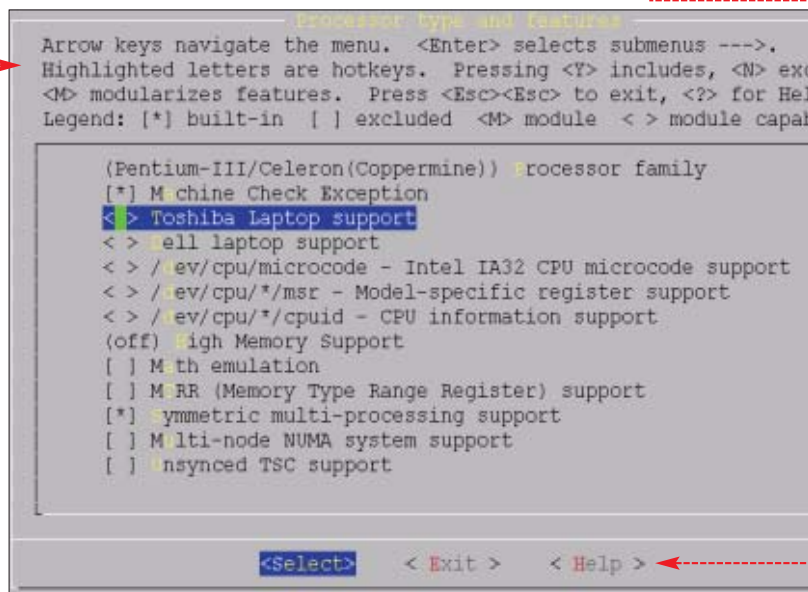 Processor type and features
Arrow keys navigate the menu. <Enter> selects submenus --->.
Highlighted letters are hotkeys. Pressing <Y> includes, <N> exc
<M> modularizes features. Press <Esc><Esc> to exit, <?> for Hel
Legend: [*] built-in [ ] excluded <M> module < > module capab
(Pentium-III/Celeron(Coppermine)) Processor family
[*] Machine Check Exception
< > Toshiba Laptop support
< > Dell laptop support
< > /dev/cpu/microcode - Intel IA32 CPU microcode support
< > /dev/cpu/*/msr - Model-specific register support
< > /dev/cpu/*/cpuid - CPU information support
(off) High Memory Support
[ ] Math emulation
[ ] MTRR (Memory Type Range Register) support
[*] Symmetric multi-processing support
[ ] Multi-node NUMA system support
[ ] Unsynced TSC support
<Select> < Exit > < Help >